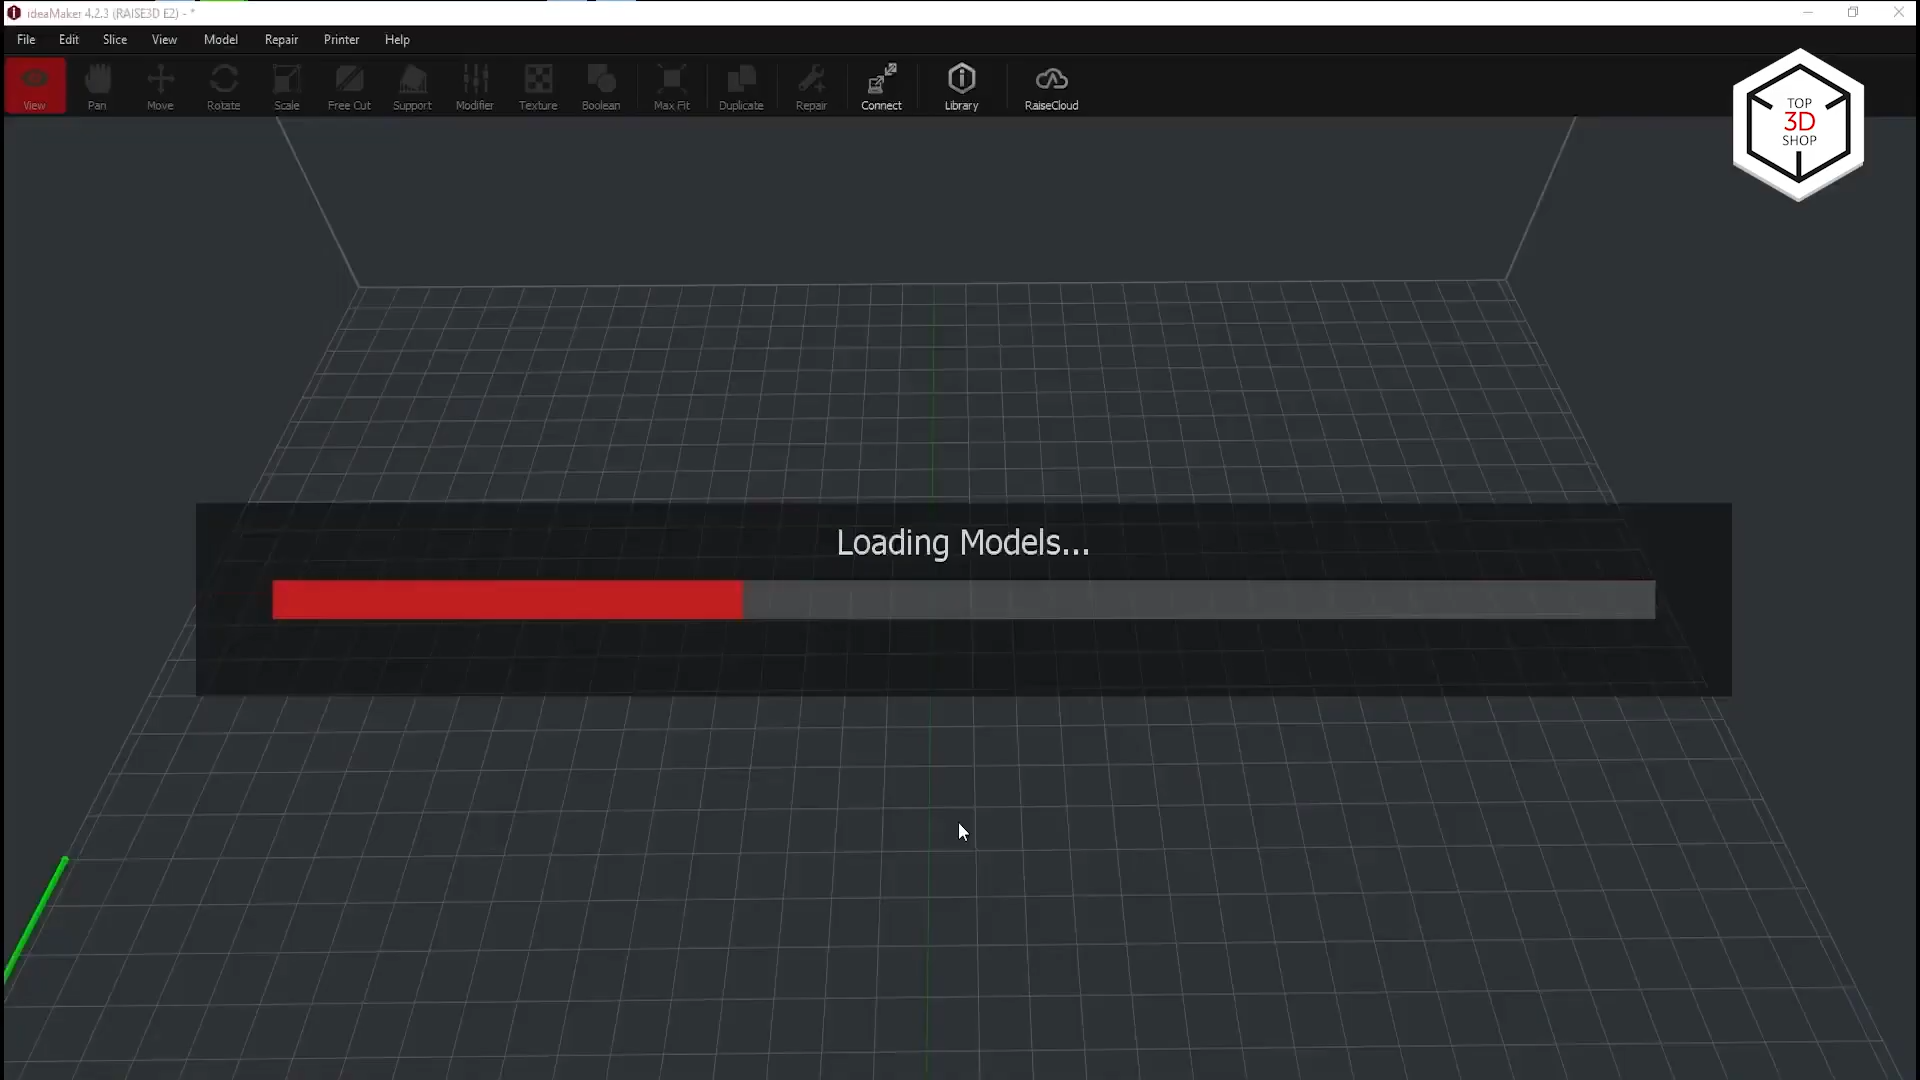 ideaMaker 4.2.3 (RAISE3D E2) - *
File Edit Slice View Model Repair Printer Help
View Pan Move Rotate Scale Free Cut Support Modifier Texture Boolean Max Fit Duplicate Repair Connect Library RaiseCloud
TOP
3D
SHOP
Loading Models...